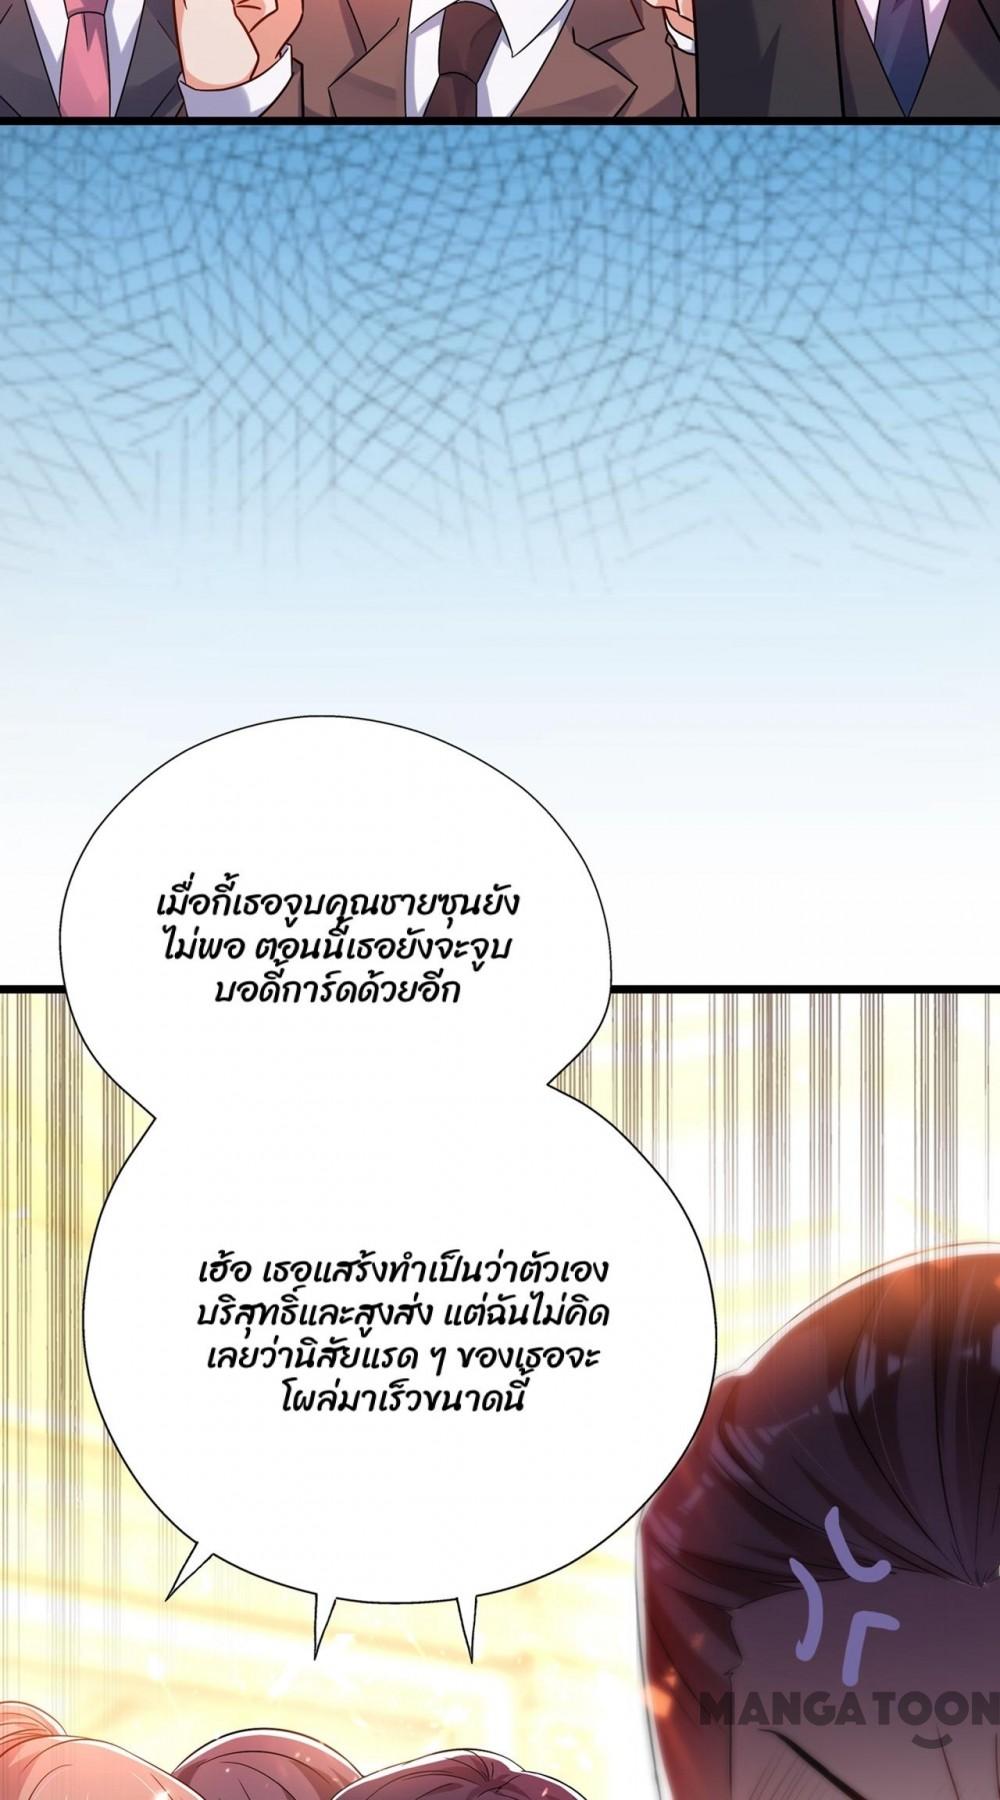 เมื่อกี้เธอจูบคุณชายซุนยัง
ไม่พอ ตอนนี้เธอยังจะจูบ
บอดี้การ์ดด้วยอีก
เฮ้อ เธอแสร้งทำเป็นว่าตัวเอง
บริสุทธิ์และสูงส่ง แต่ฉันไม่คิด
เลยว่านิสัยแรด ๆ ของเธอจะ
โผล่มาเร็วขนาดนี้
MANGATOON